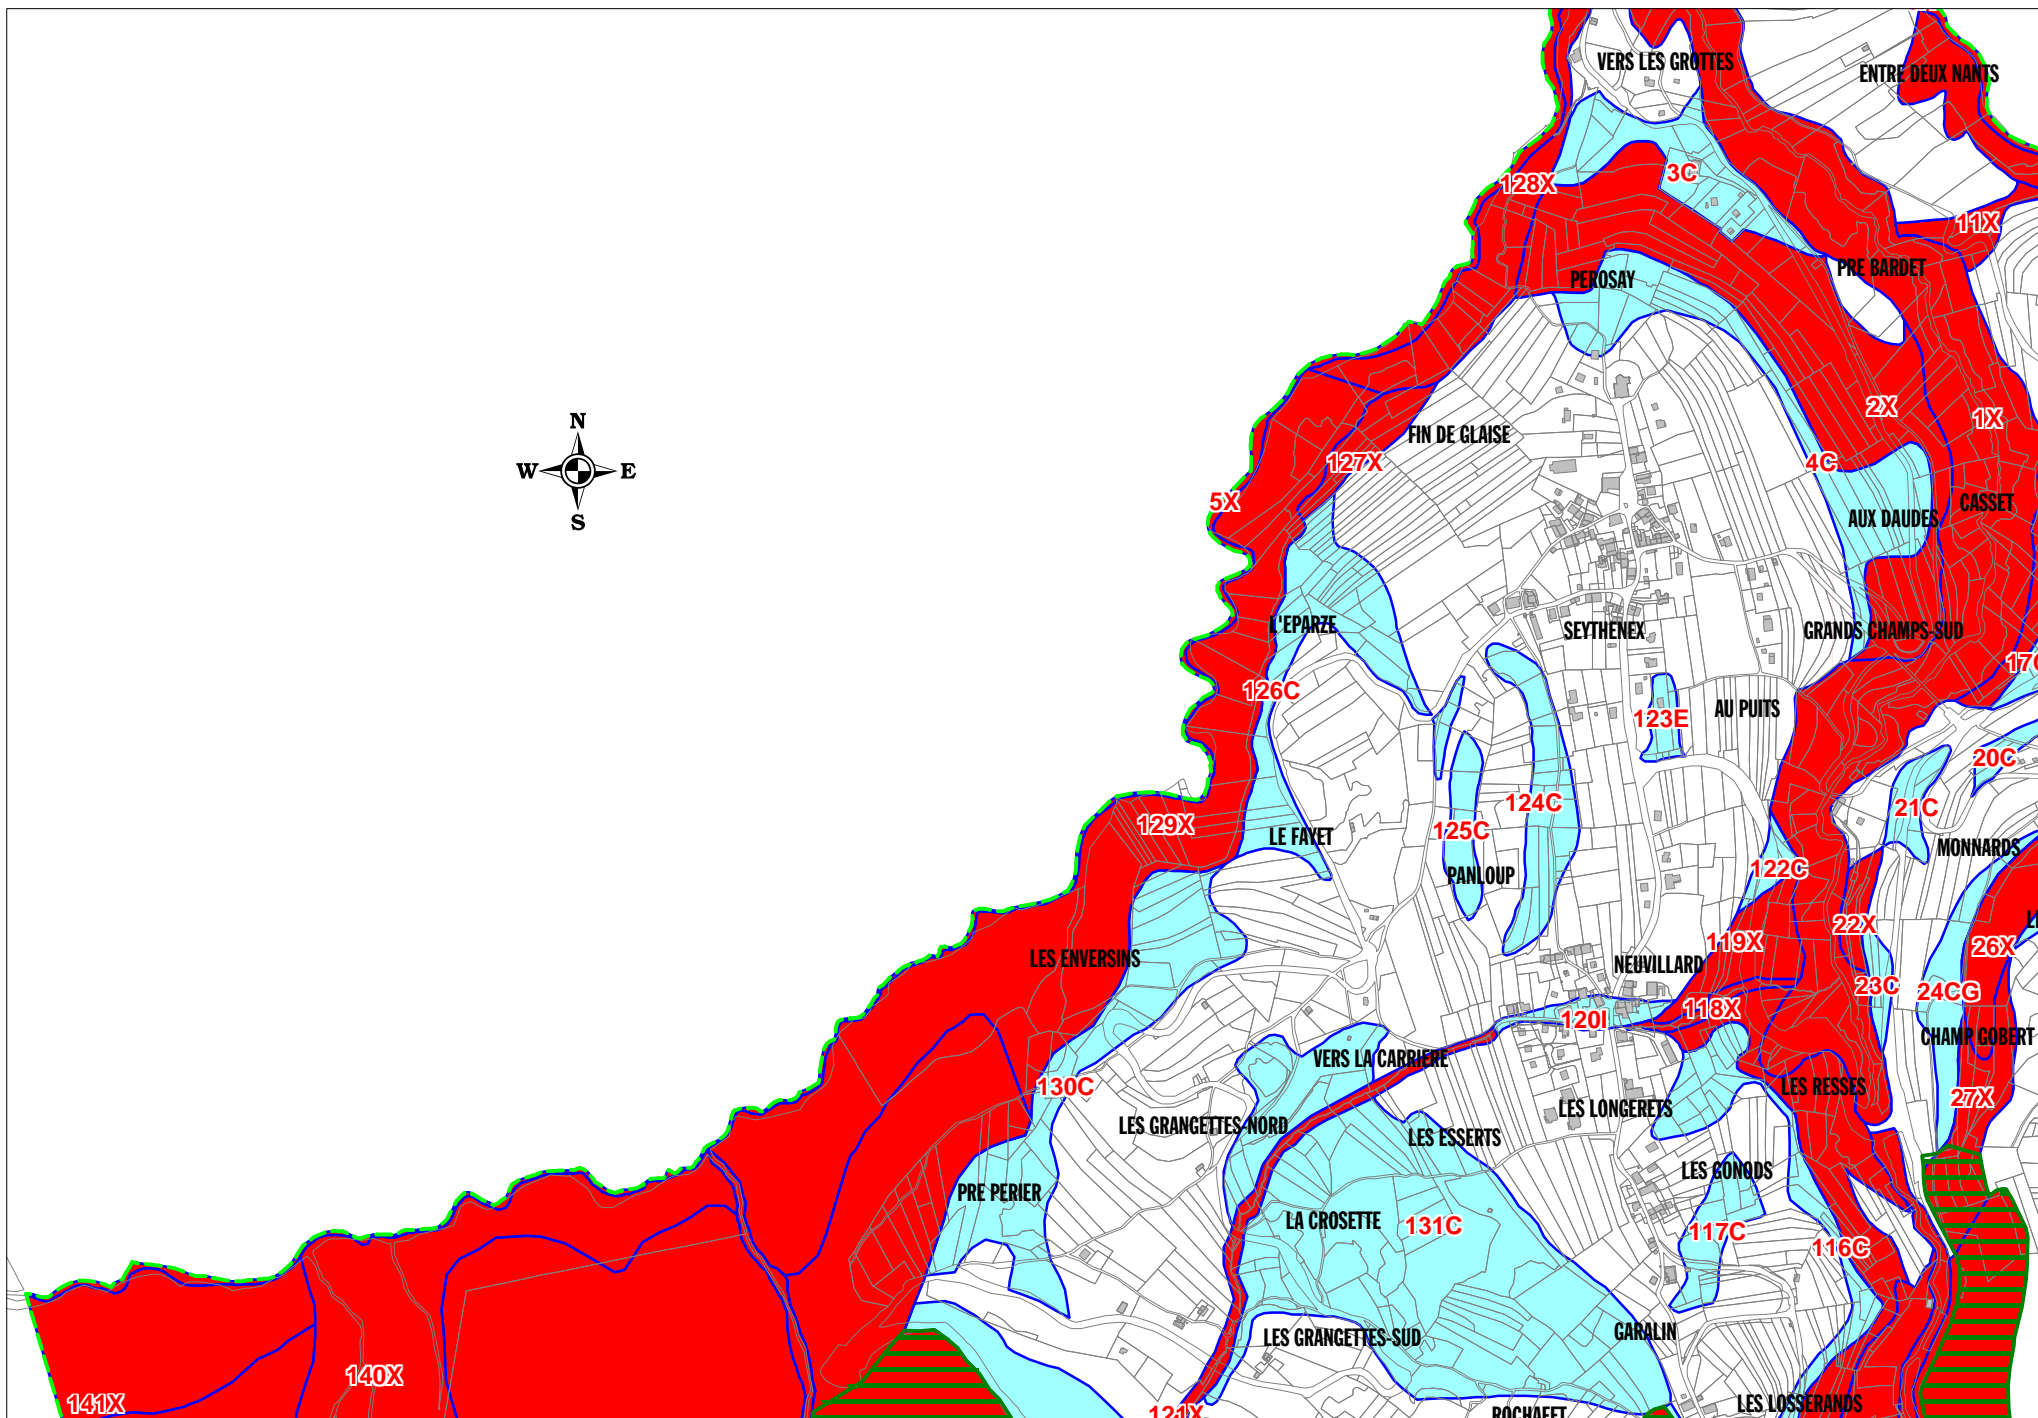 VERS LES GROTTES
ENTRE DEUX NANTS
3C
128X
11X
PRE BARDET
PEROSAY
2X
1X
N
FIN DE GLAISE
W E
127X
4C
5X
CASSET
S
AUX DAUDES
L'EPARZE
SEYTHENEX
GRANDS CHAMPS-SUD
126C
AU PUITS
123E
20C
124C
21C
129X
125C
LE FAYET
MONNARDS
122C
PANLOUP
22X
119X
26X
LES ENVERSINS
NEUVILLARD
23C
24CG
118X
120I
CHAMP GOBERT
VERS LA CARRIERE
130C
LES RESSES
27X
LES LONGERETS
LES GRANGETTES-NORD
LES ESSERTS
LES GONODS
PRE PERIER
LA CROSETTE
131C
117C
116C
GARALIN
LES GRANGETTES-SUD
140X
141X
LES LOSSERANDS
121X
ROCHAFET